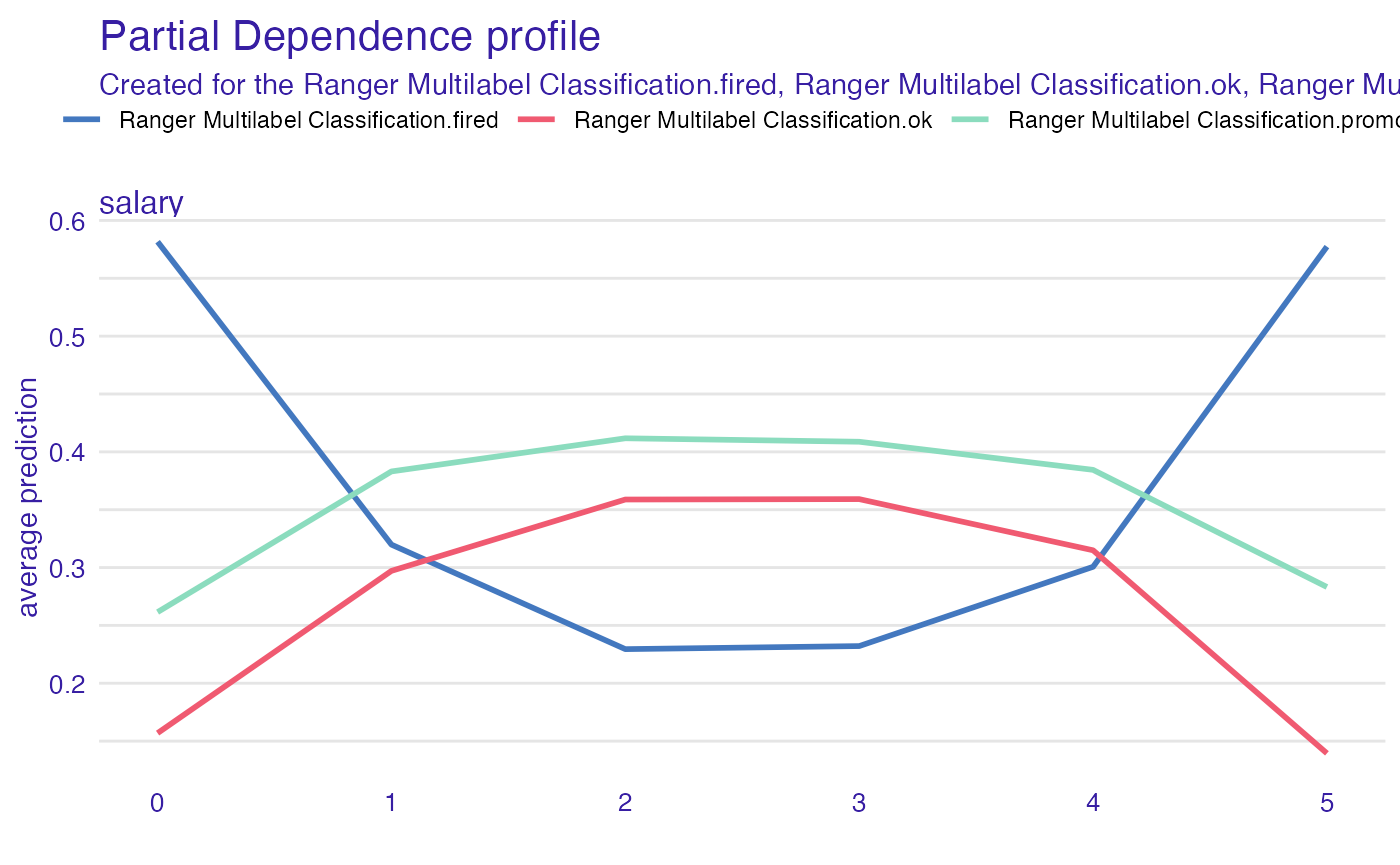 Partial Dependence profile
Created for the Ranger Multilabel Classification.fired, Ranger Multilabel Classification.ok, Ranger Mu
Ranger Multilabel Classification.fired Ranger Multilabel Classification.ok Ranger Multilabel Classification.promo
salary
0.6
0.5
0.4
0.3
0.2
average prediction
0 1 2 3 4 5